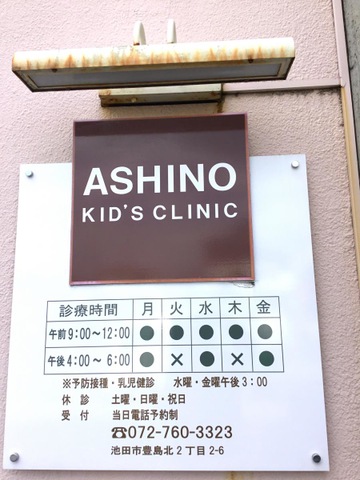 ASHINO
KID'S CLINIC
診療時間 月 火 水 木 金
午前9:00～12:00 ● ● ● ● ●
午後4:00～ 6:00 ● × ● × ●
※予防接種・乳児健診 水曜・金曜午後3:00
休 診 土曜・日曜・祝日
受 付 当日電話予約制
☎072-760-3323
池田市豊島北2丁目2-6